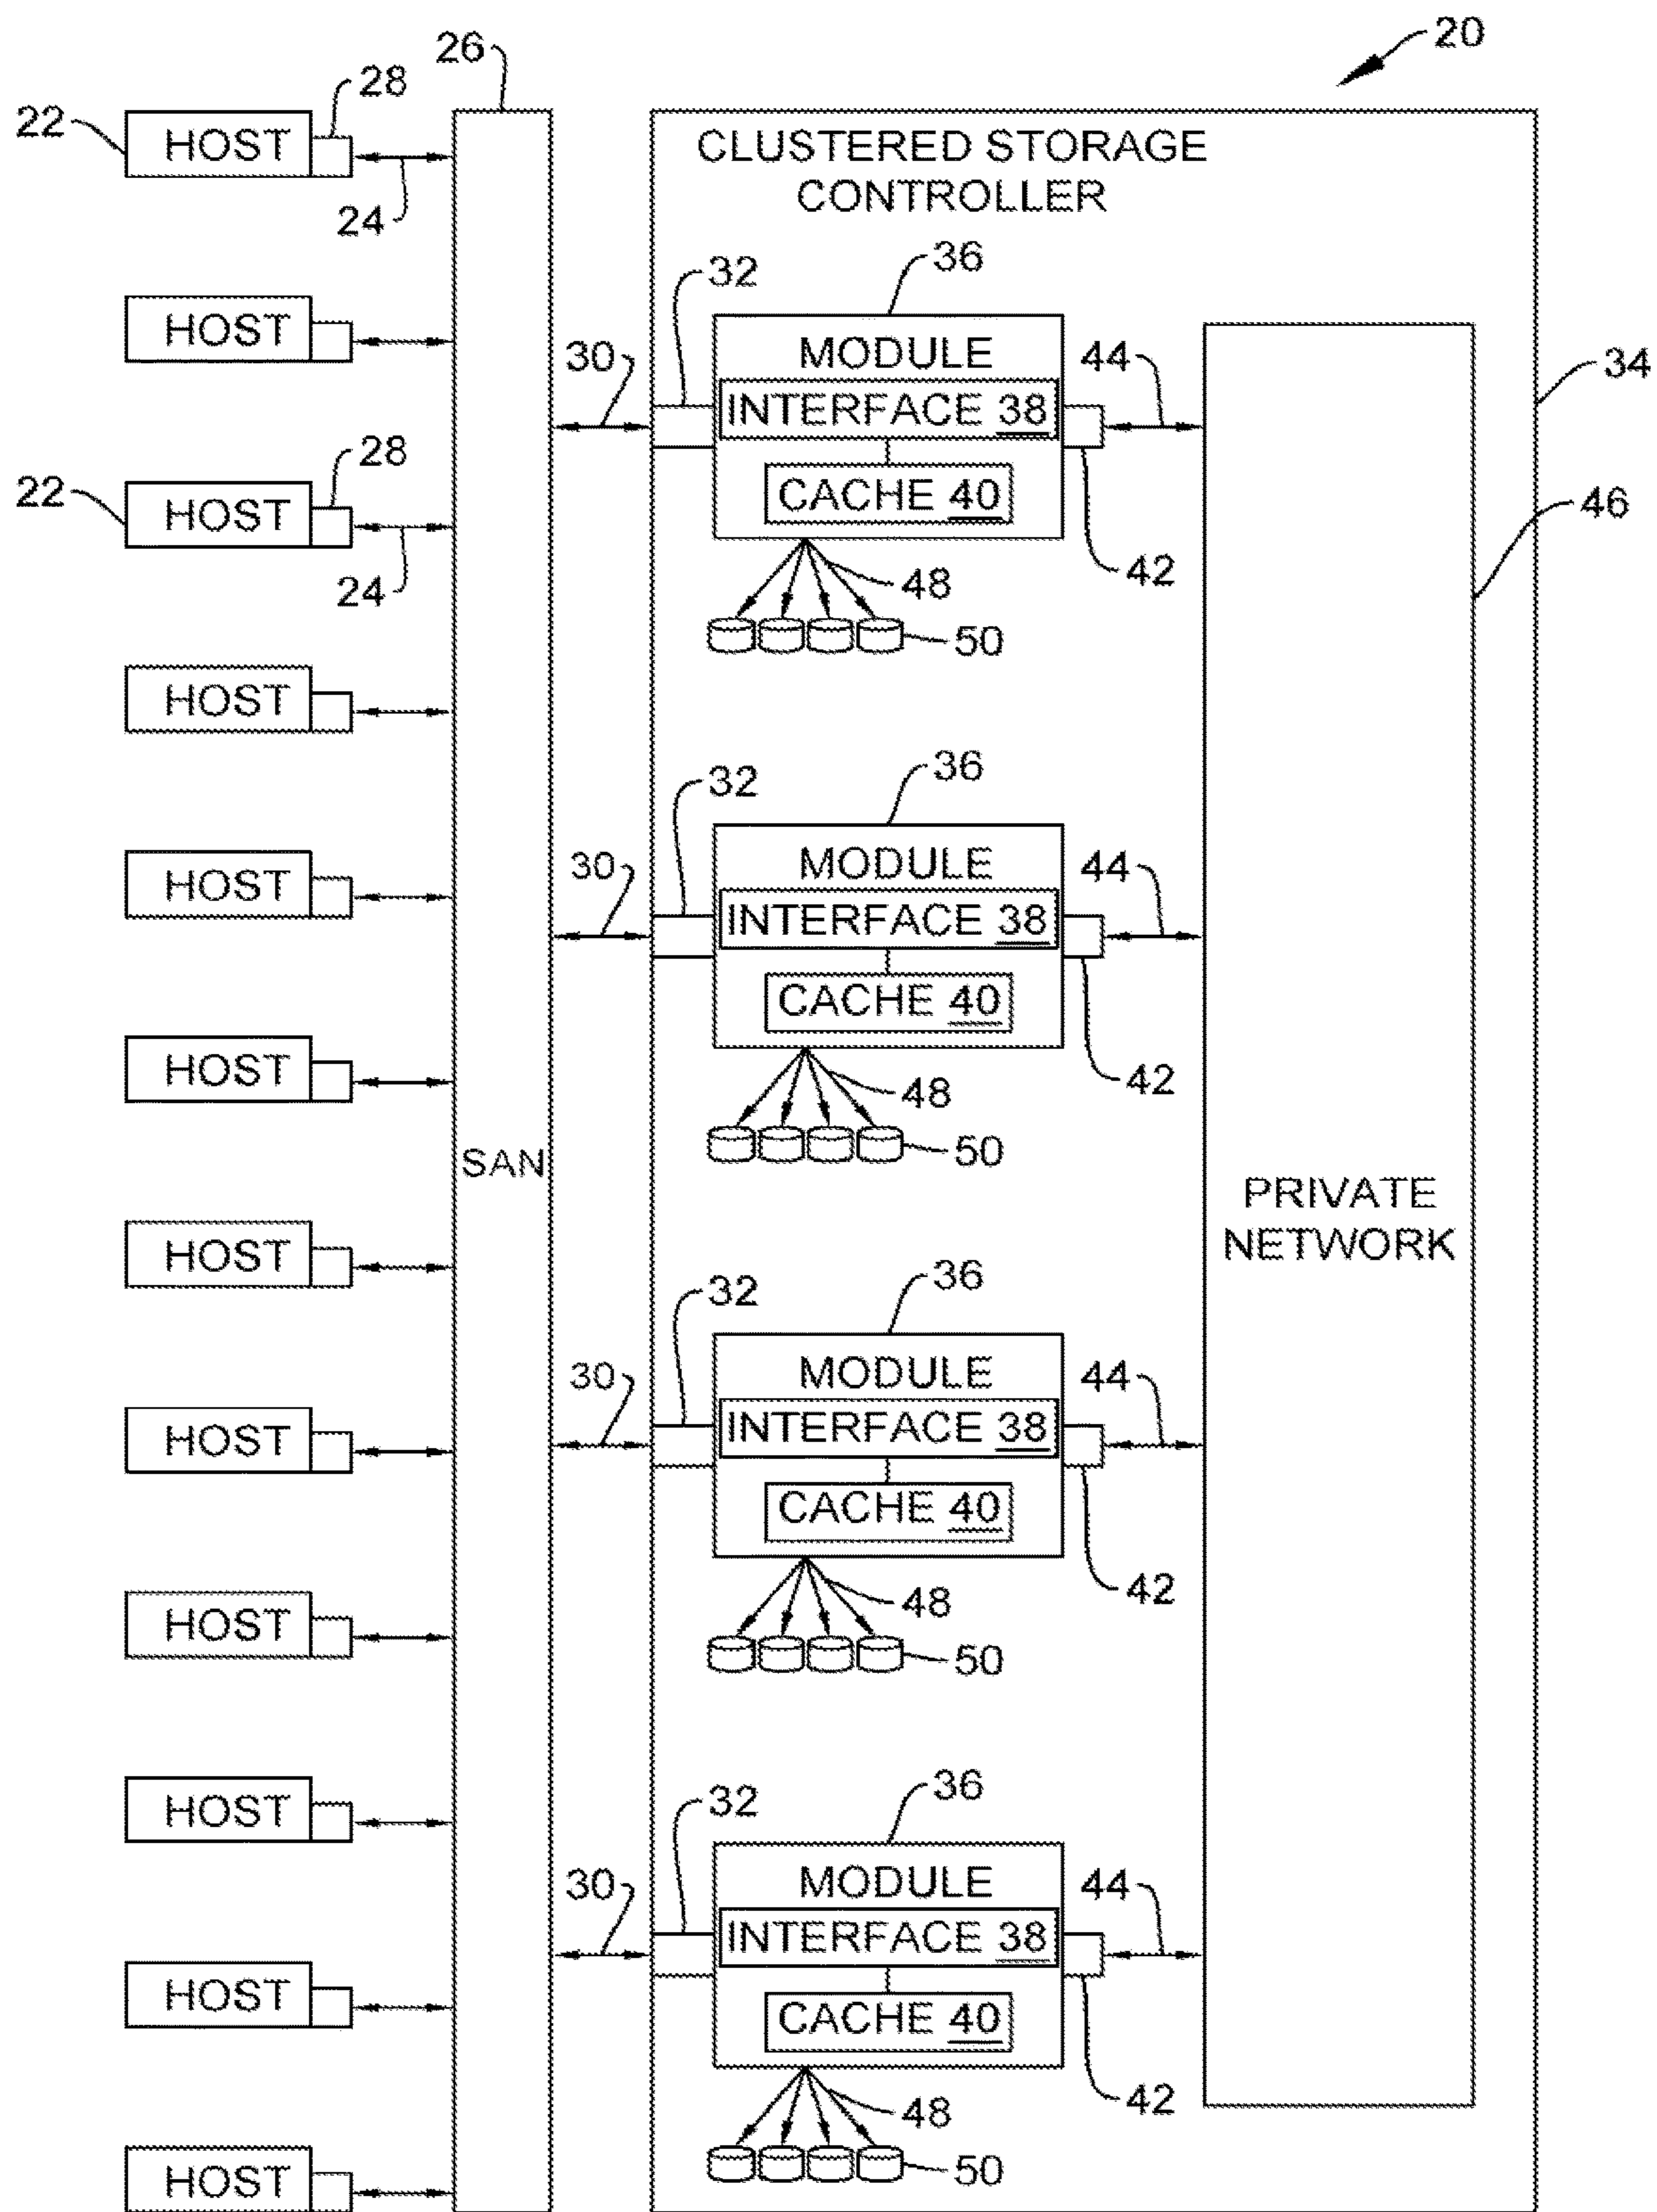 20
26
28
22
HOST
24
CLUSTERED STORAGE
CONTROLLER
HOST
22
28
HOST
24
HOST
HOST
HOST
HOST
HOST
HOST
HOST
HOST
HOST
SAN
30
32
36
MODULE
INTERFACE 38
CACHE 40
44
42
48
50
30
32
36
MODULE
INTERFACE 38
CACHE 40
44
42
48
50
30
32
36
MODULE
INTERFACE 38
CACHE 40
44
42
48
50
30
32
36
MODULE
INTERFACE 38
CACHE 40
44
42
48
50
34
46
PRIVATE
NETWORK